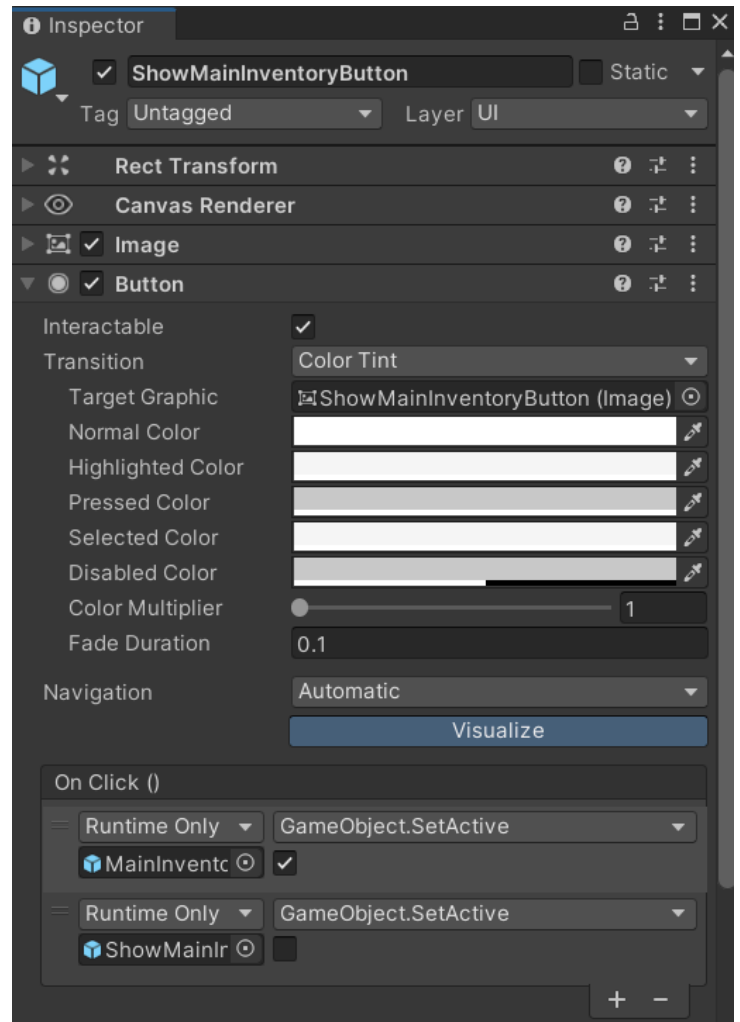 Inspector
ShowMainInventoryButton Static
Tag Untagged Layer UI
Rect Transform
Canvas Renderer
Image
Button
Interactable
Transition Color Tint
Target Graphic ShowMainInventoryButton (Image)
Normal Color
Highlighted Color
Pressed Color
Selected Color
Disabled Color
Color Multiplier 1
Fade Duration 0.1
Navigation Automatic
Visualize
On Click ()
Runtime Only GameObject.SetActive
MainInventc
Runtime Only GameObject.SetActive
ShowMainIr